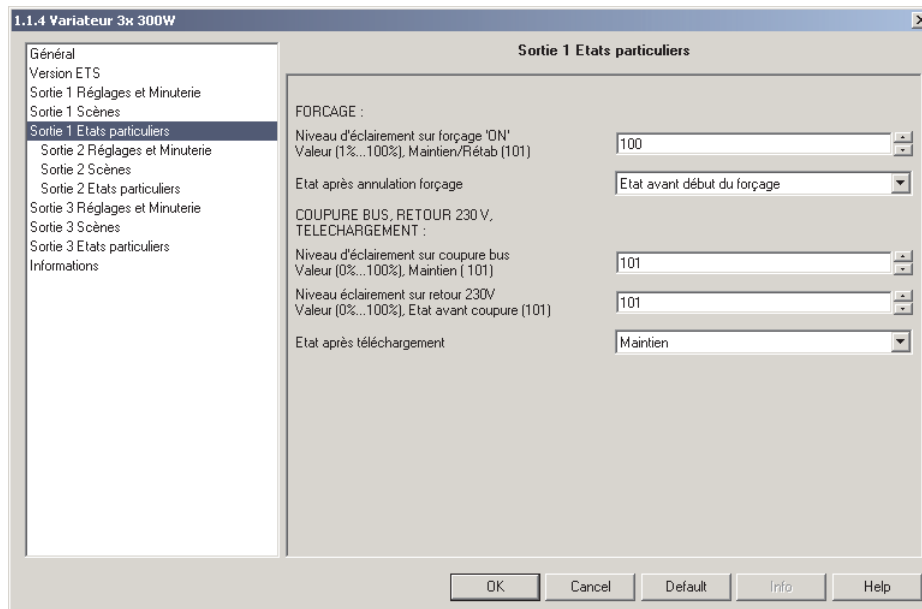 1.1.4 Variateur 3x 300W
Général
Version ETS
Sortie 1 Réglages et Minuterie
Sortie 1 Scènes
Sortie 1 Etats particuliers
Sortie 2 Réglages et Minuterie
Sortie 2 Scènes
Sortie 2 Etats particuliers
Sortie 3 Réglages et Minuterie
Sortie 3 Scènes
Sortie 3 Etats particuliers
Informations
Sortie 1 Etats particuliers
FORCAGE :
Niveau d'éclairement sur forçage 'ON'
Valeur (1%...100%), Maintien/Rétab (101)
100
Etat après annulation forçage
Etat avant début du forçage
COUPURE BUS, RETOUR 230 V,
TELECHARGEMENT :
Niveau d'éclairement sur coupure bus
Valeur (0%...100%), Maintien ( 101)
101
Niveau éclairement sur retour 230V
Valeur (0%...100%), Etat avant coupure (101)
101
Etat après téléchargement
Maintien
OK
Cancel
Default
Info
Help